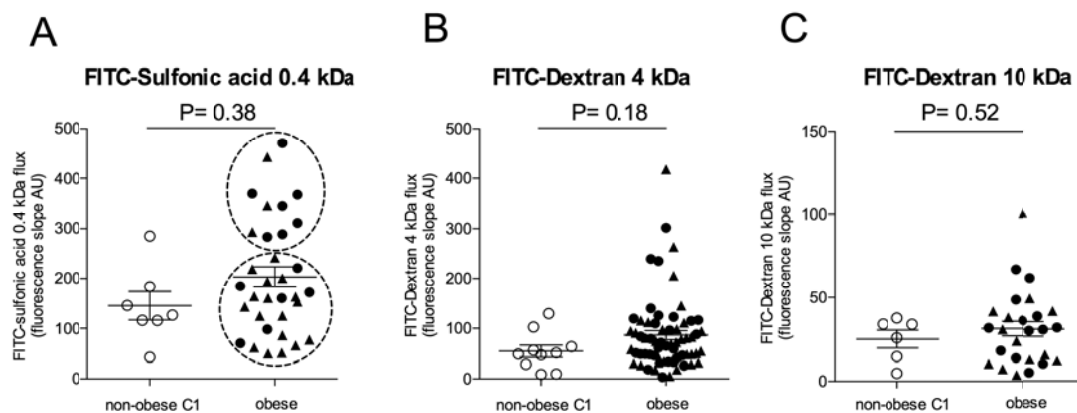 A
FITC-Sulfonic acid 0.4 kDa
P= 0.38
FITC-sulfonic acid 0.4 kDa flux
(fluorescence slope AU)
500
400
300
200
100
0
non-obese C1
obese
B
FITC-Dextran 4 kDa
P= 0.18
FITC-Dextran 4 kDa flux
(fluorescence slope AU)
500
400
300
200
100
0
non-obese C1
obese
C
FITC-Dextran 10 kDa
P= 0.52
FITC-Dextran 10 kDa flux
(fluorescence slope AU)
150
100
50
0
non-obese C1
obese